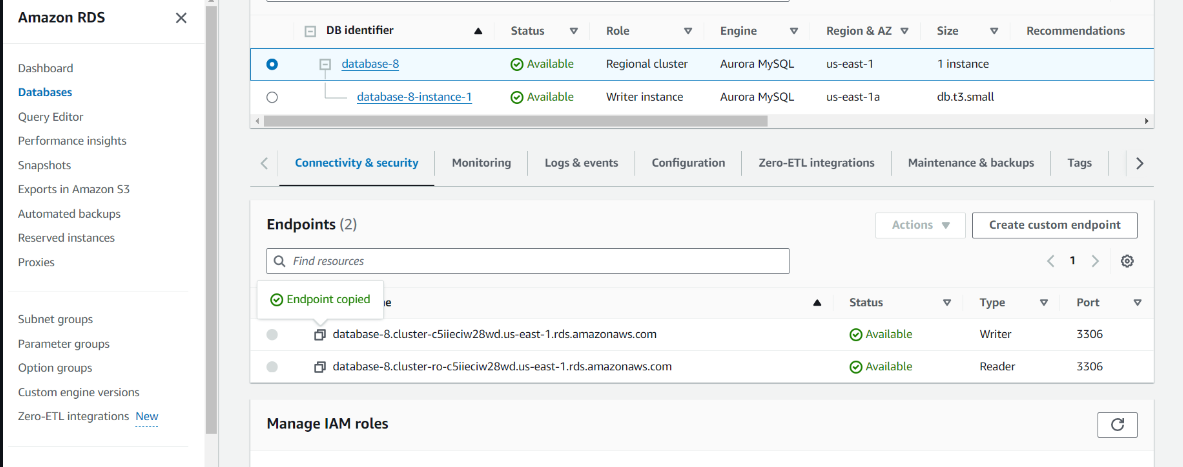 Amazon RDS
Dashboard
Databases
Query Editor
Performance insights
Snapshots
Exports in Amazon S3
Automated backups
Reserved instances
Proxies
Subnet groups
Parameter groups
Option groups
Custom engine versions
Zero-ETL integrations New
DB identifier Status Role Engine Region & AZ Size Recommendations
database-8 Available Regional cluster Aurora MySQL us-east-1 1 instance
database-8-instance-1 Available Writer instance Aurora MySQL us-east-1a db.t3.small
Connectivity & security Monitoring Logs & events Configuration Zero-ETL integrations Maintenance & backups Tags
Endpoints (2) Actions Create custom endpoint
Find resources 1
Endpoint copied
Status Type Port
database-8.cluster-c5iieciw28wd.us-east-1.rds.amazonaws.com Available Writer 3306
database-8.cluster-ro-c5iieciw28wd.us-east-1.rds.amazonaws.com Available Reader 3306
Manage IAM roles